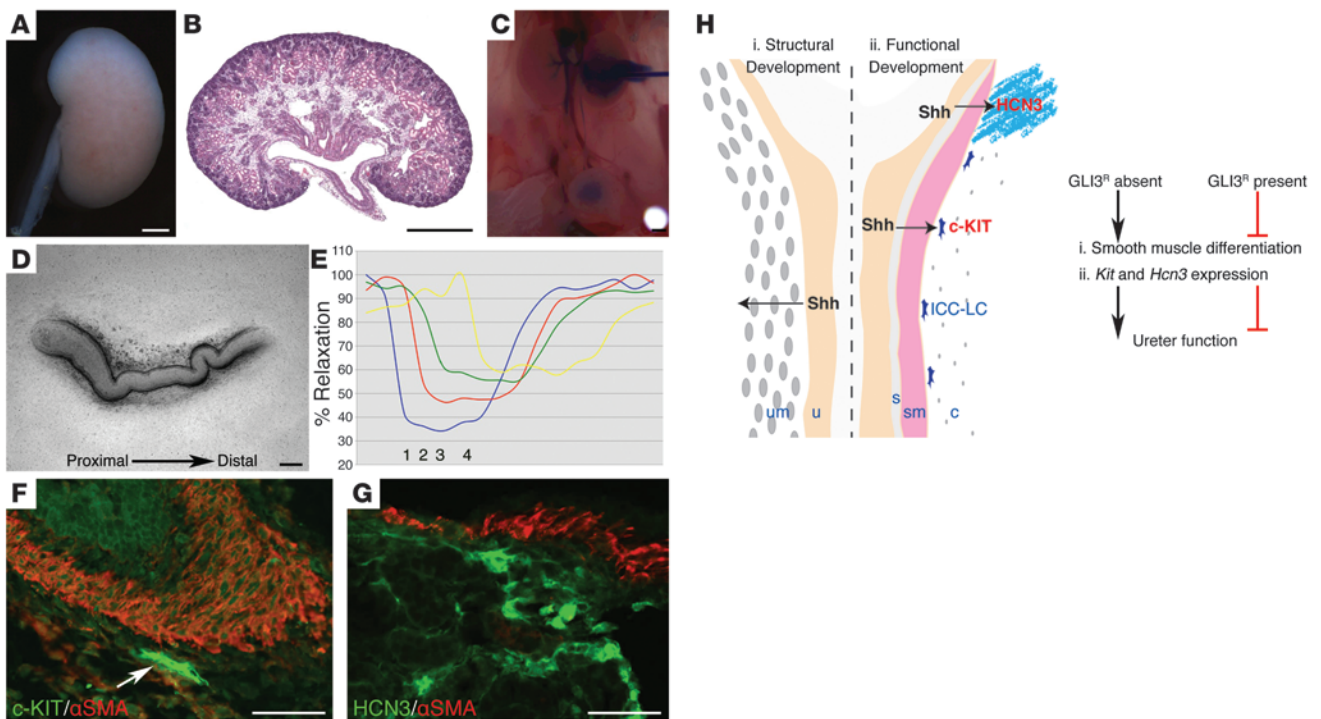 A
B
C
D
Proximal
Distal
E
% Relaxation
110
100
90
80
70
60
50
40
30
20
1 2 3 4
F
c-KIT/αSMA
G
HCN3/αSMA
H
i. Structural
Development
ii. Functional
Development
Shh
HCN3
Shh
c-KIT
Shh
ICC-LC
um
u
s
sm
c
GLI3ᴿ absent
GLI3ᴿ present
i. Smooth muscle differentiation
ii. Kit and Hcn3 expression
Ureter function